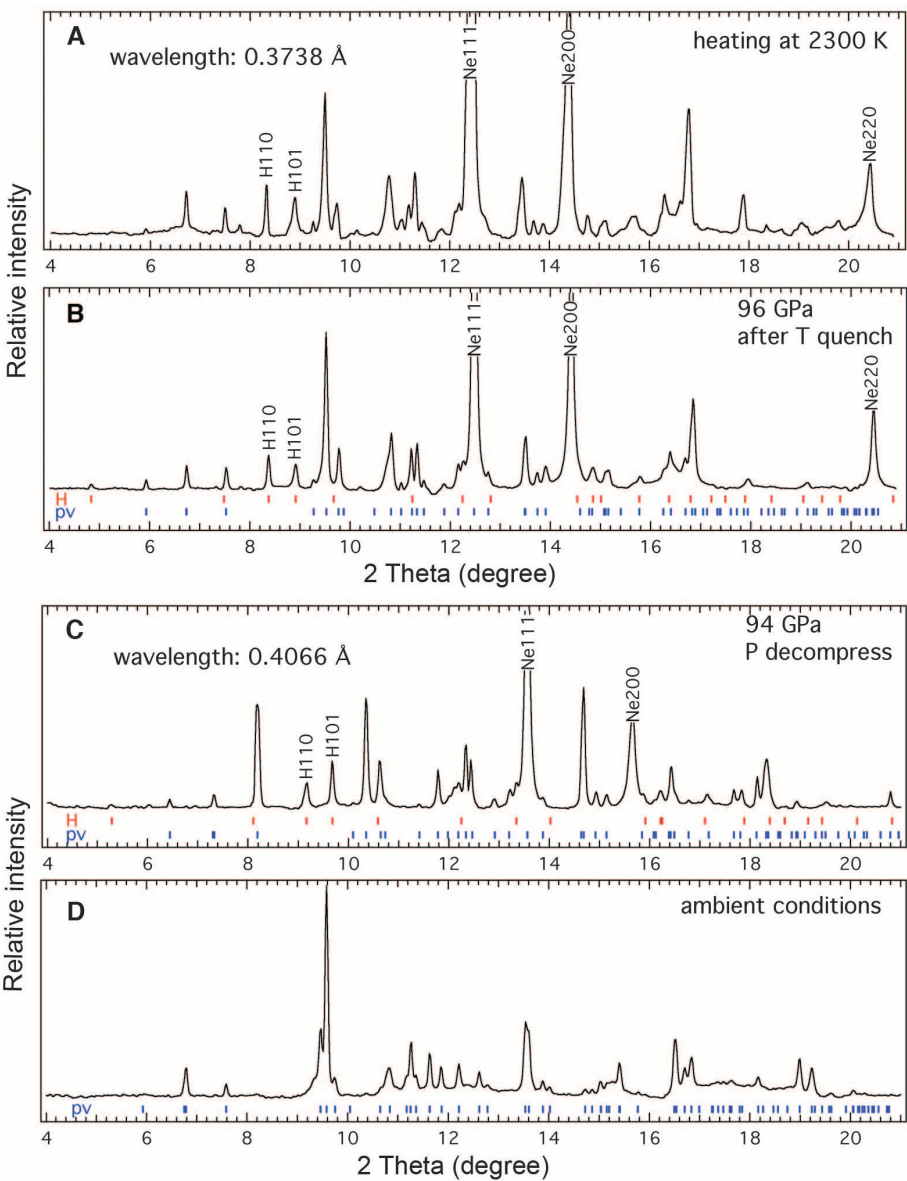 A
wavelength: 0.3738 Å
heating at 2300 K
H110
H101
Ne111
Ne200
Ne220
Relative intensity
4 6 8 10 12 14 16 18 20
B
96 GPa
after T quench
H110
H101
Ne111
Ne200
Ne220
H
pv
4 6 8 10 12 14 16 18 20
2 Theta (degree)
C
wavelength: 0.4066 Å
94 GPa
P decompress
H110
H101
Ne111
Ne200
H
pv
4 6 8 10 12 14 16 18 20
Relative intensity
D
ambient conditions
pv
4 6 8 10 12 14 16 18 20
2 Theta (degree)